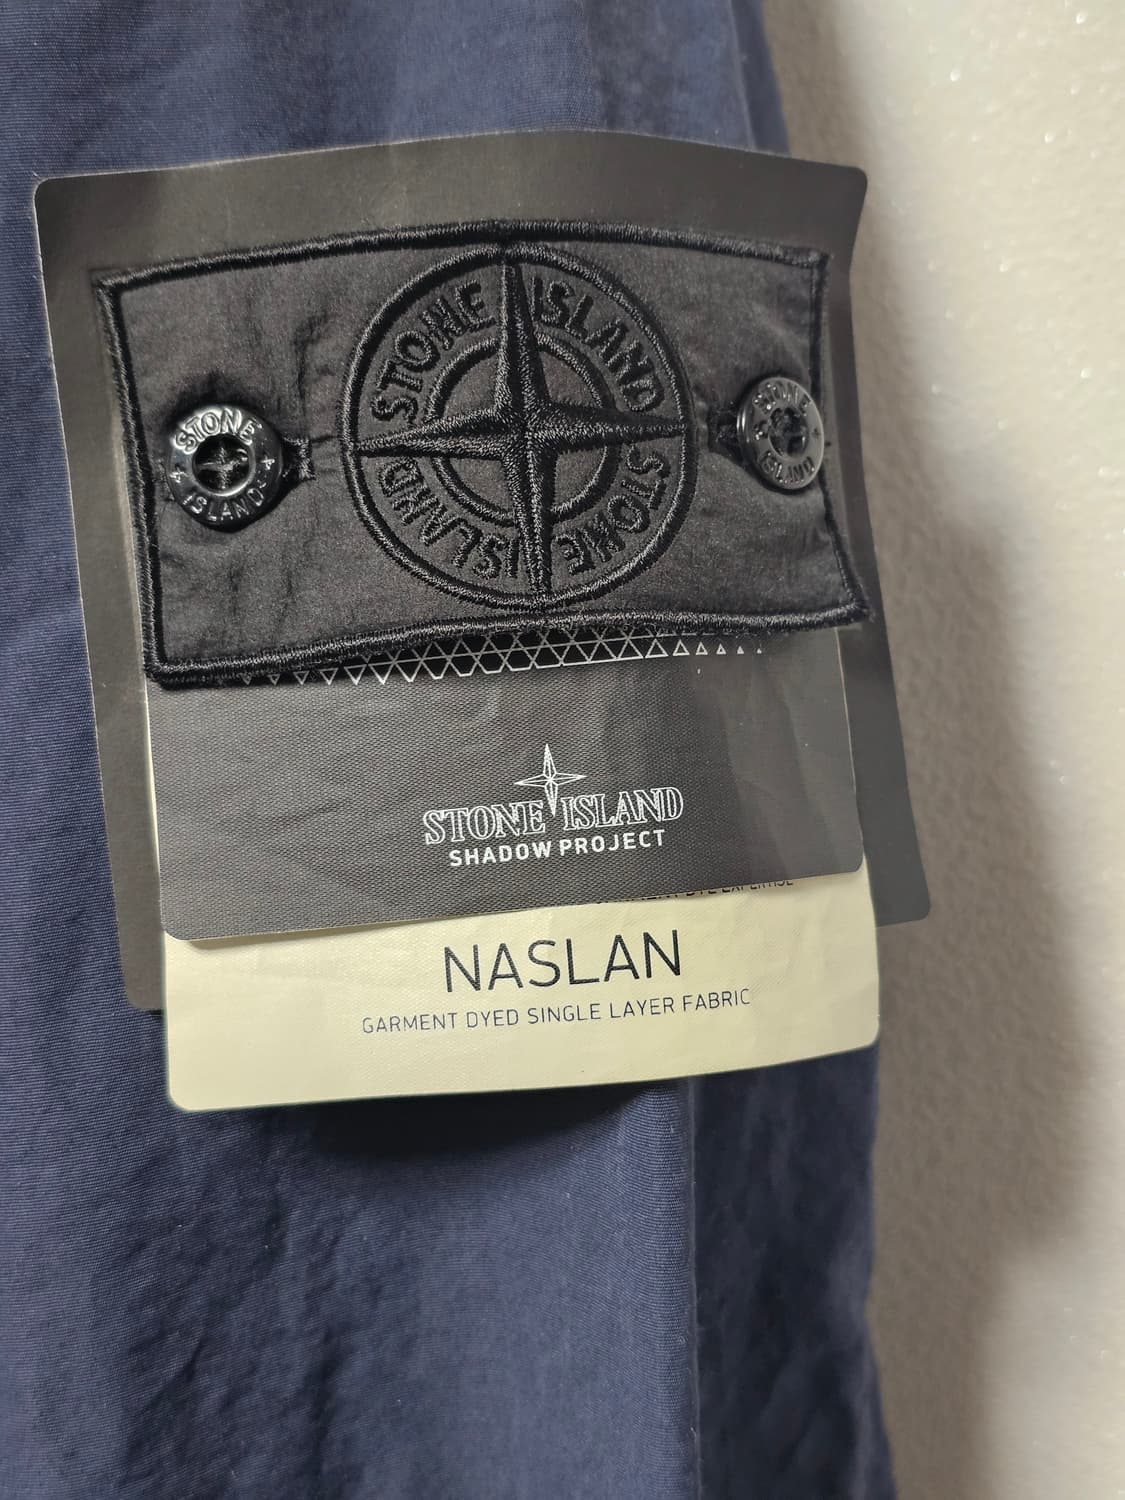 STONE ISLAND
STONE ISLAND
STONE
ISLAND
STONE
ISLAND
STONE ISLAND
SHADOW PROJECT
NASLAN
GARMENT DYED SINGLE LAYER FABRIC